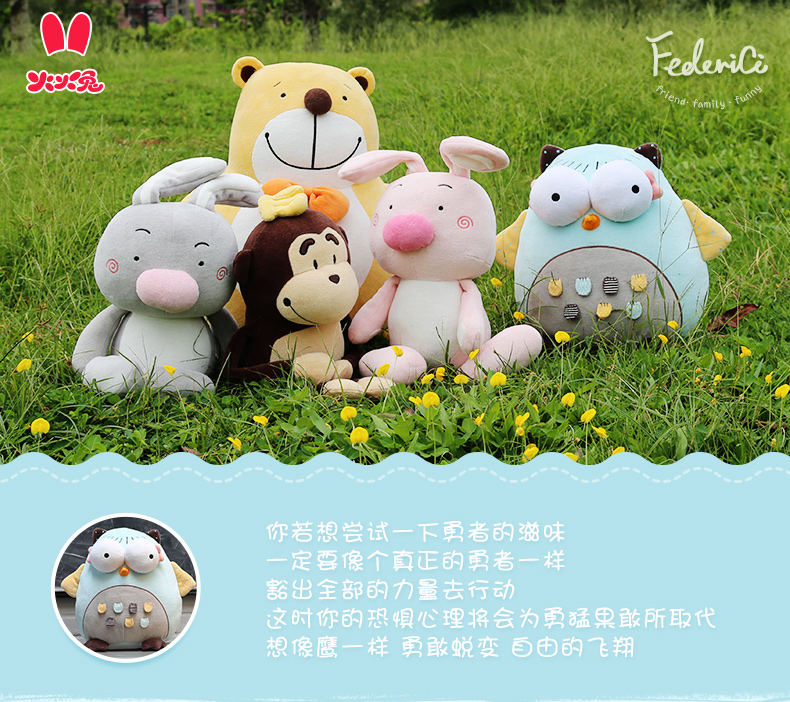 火火兔
FederiCi
friend · family · funny
你若想尝试一下勇者的滋味
一定要像个真正的勇者一样
豁出全部的力量去行动
这时你的恐惧心理将会为勇猛果敢所取代
想像鹰一样 勇敢蜕变 自由的飞翔